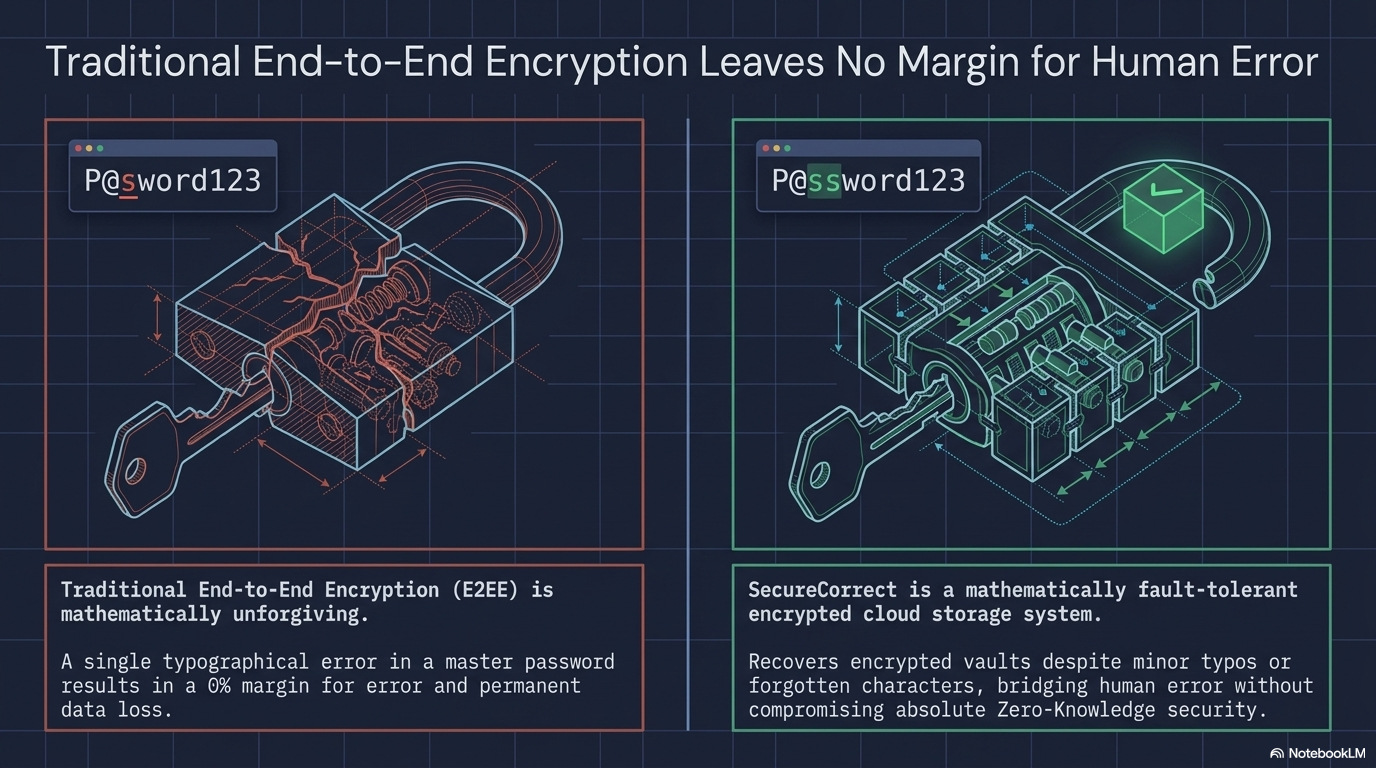 Traditional End-to-End Encryption Leaves No Margin for Human Error
P@sword123
P@ssword123
Traditional End-to-End Encryption (E2EE) is
mathematically unforgiving.
A single typographical error in a master password
results in a 0% margin for error and permanent
data loss.
SecureCorrect is a mathematically fault-tolerant
encrypted cloud storage system.
Recovers encrypted vaults despite minor typos or
forgotten characters, bridging human error without
compromising absolute Zero-Knowledge security.
NotebookLM